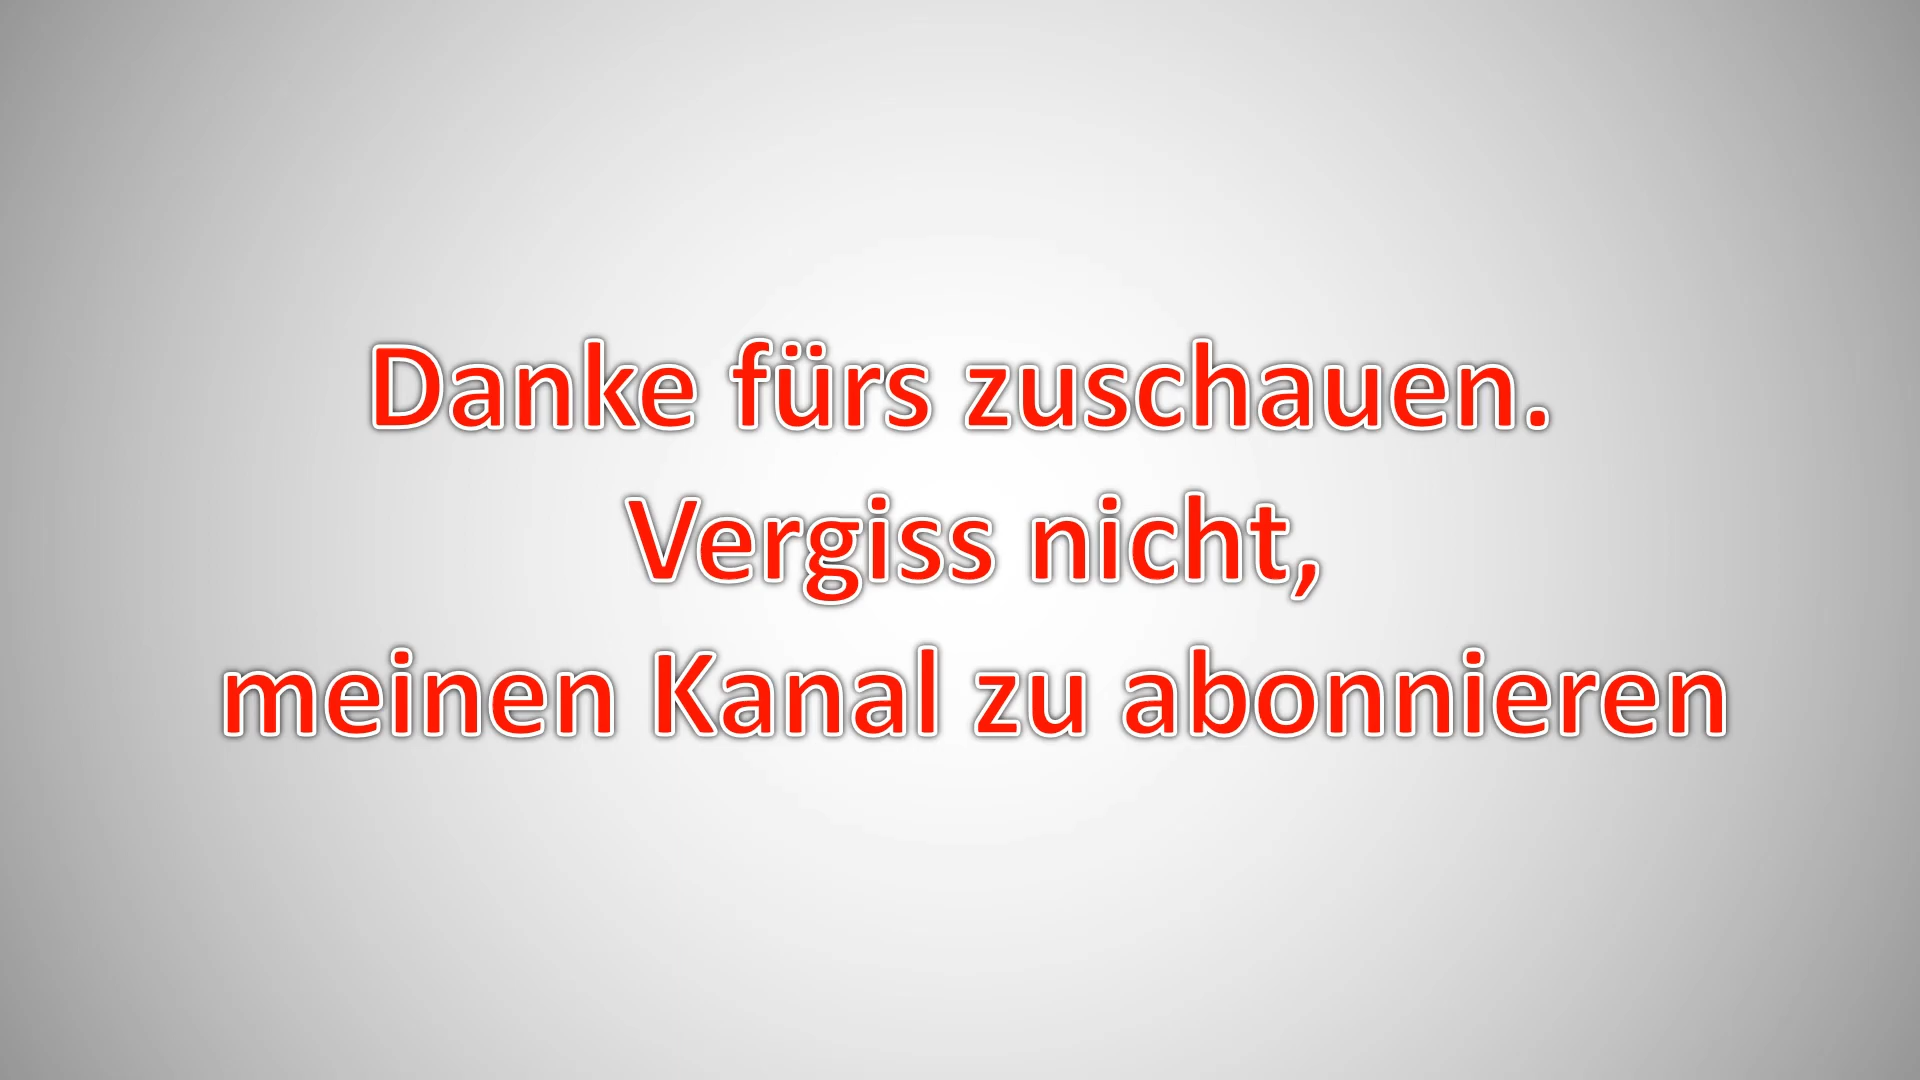 Danke fürs zuschauen.
Vergiss nicht,
meinen Kanal zu abonnieren